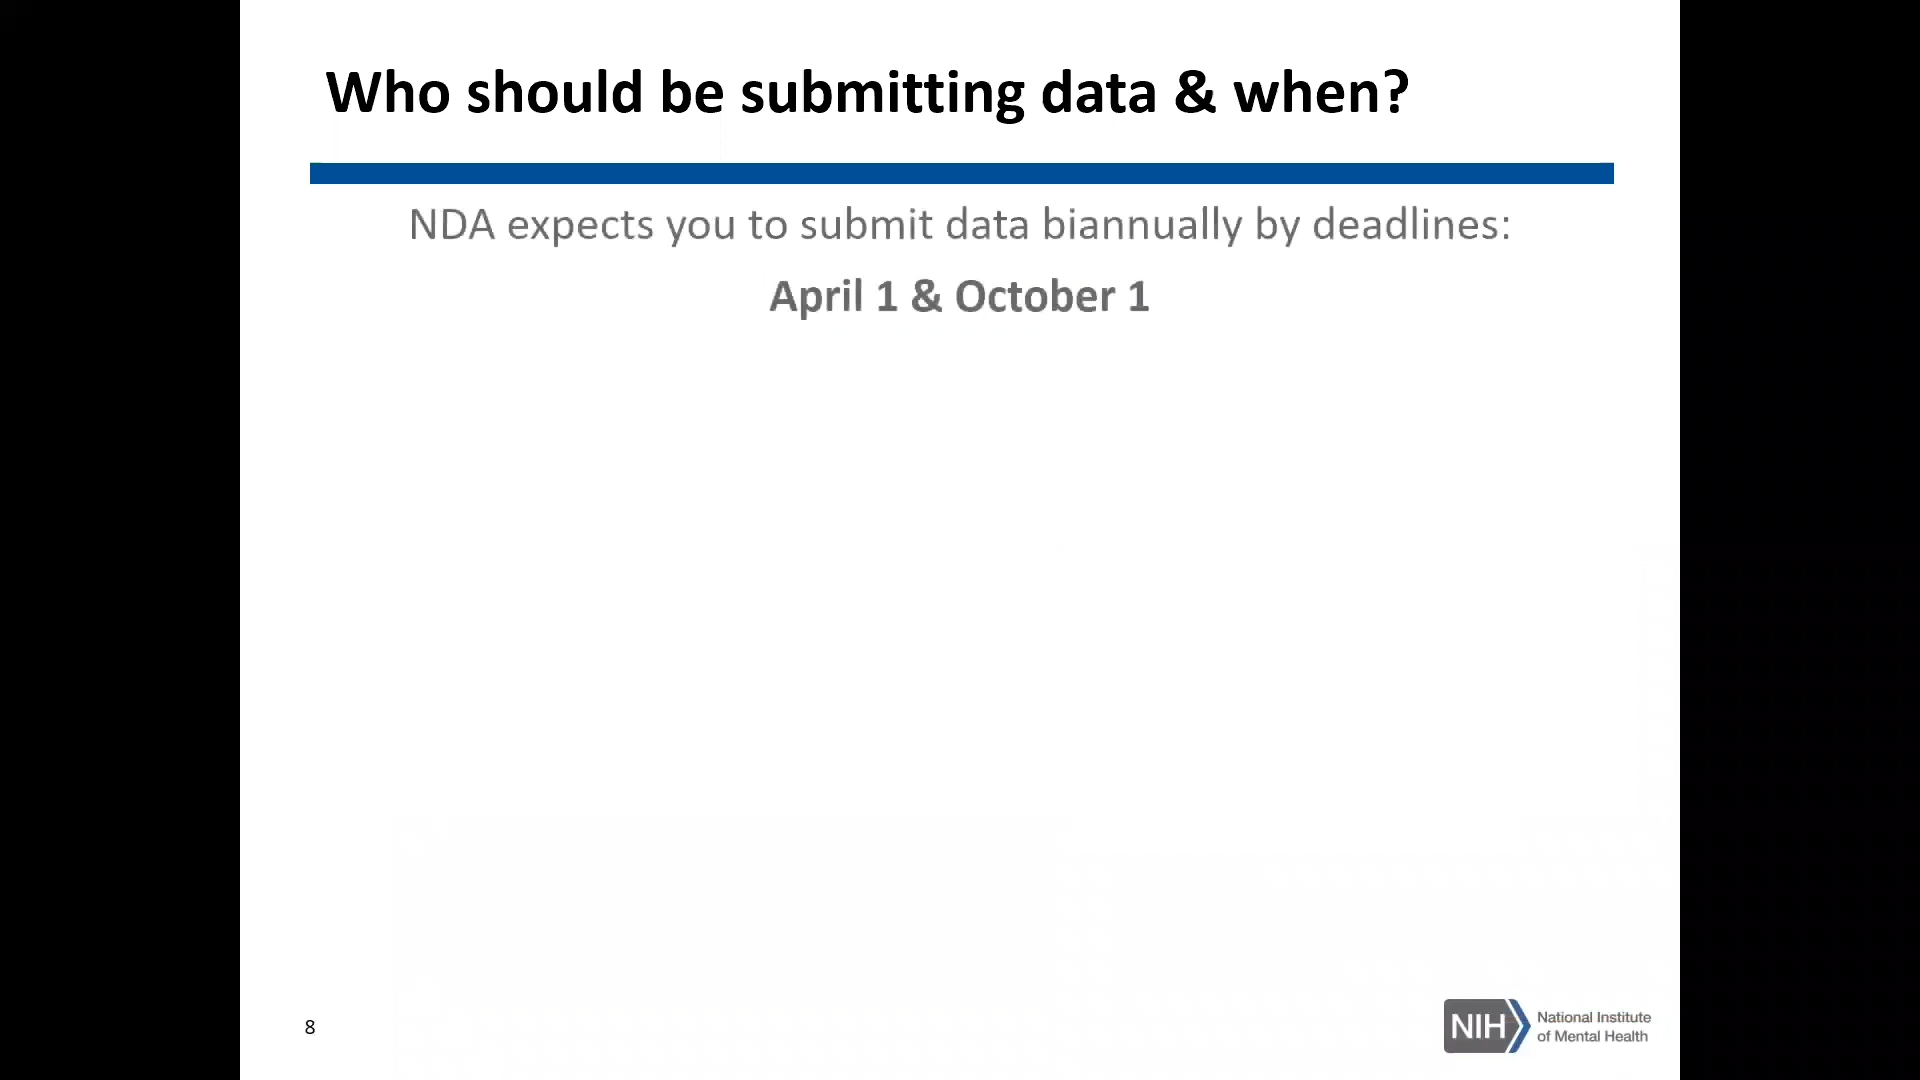 Who should be submitting data & when?
NDA expects you to submit data biannually by deadlines:
April 1 & October 1
8
NIH
National Institute
of Mental Health